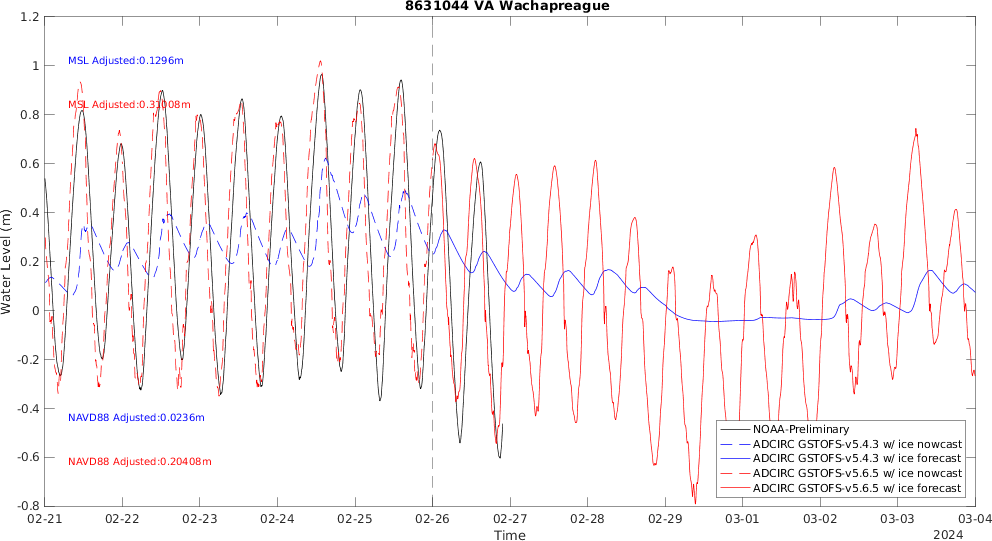 8631044 VA Wachapreague
1.2
1
0.8
0.6
0.4
0.2
0
-0.2
-0.4
-0.6
-0.8
Water Level (m)
MSL Adjusted:0.1296m
MSL Adjusted:0.31008m
NAVD88 Adjusted:0.0236m
NAVD88 Adjusted:0.20408m
NOAA-Preliminary
ADCIRC GSTOFS-v5.4.3 w/ ice nowcast
ADCIRC GSTOFS-v5.4.3 w/ ice forecast
ADCIRC GSTOFS-v5.6.5 w/ ice nowcast
ADCIRC GSTOFS-v5.6.5 w/ ice forecast
02-21 02-22 02-23 02-24 02-25 02-26 02-27 02-28 02-29 03-01 03-02 03-03 03-04
Time
2024